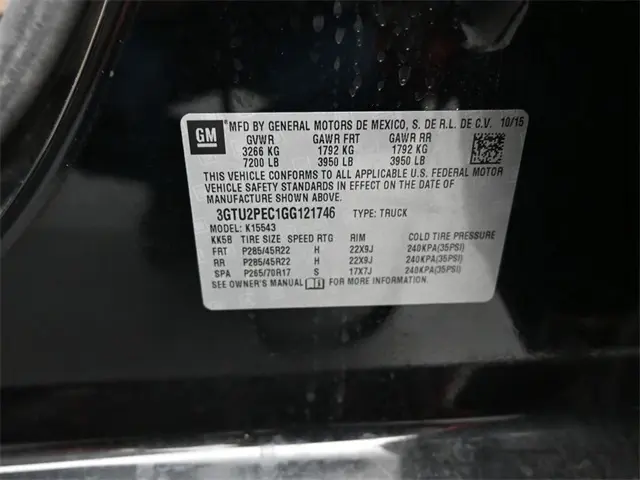 GM MFD BY GENERAL MOTORS DE MEXICO, S. DE R.L. DE C.V. 10/15
GVWR GAWR FRT GAWR RR
3266 KG 1792 KG 1792 KG
7200 LB 3950 LB 3950 LB
THIS VEHICLE CONFORMS TO ALL APPLICABLE U.S. FEDERAL MOTOR
VEHICLE SAFETY STANDARDS IN EFFECT ON THE DATE OF
MANUFACTURE SHOWN ABOVE.
3GTU2PEC1GG121746 TYPE: TRUCK
MODEL: K15543
KK5B TIRE SIZE SPEED RTG RIM COLD TIRE PRESSURE
FRT P285/45R22 H 22X9J 240KPA(35PSI)
RR P285/45R22 H 22X9J 240KPA(35PSI)
SPA P265/70R17 S 17X7J 240KPA(35PSI)
SEE OWNER'S MANUAL FOR MORE INFORMATION.